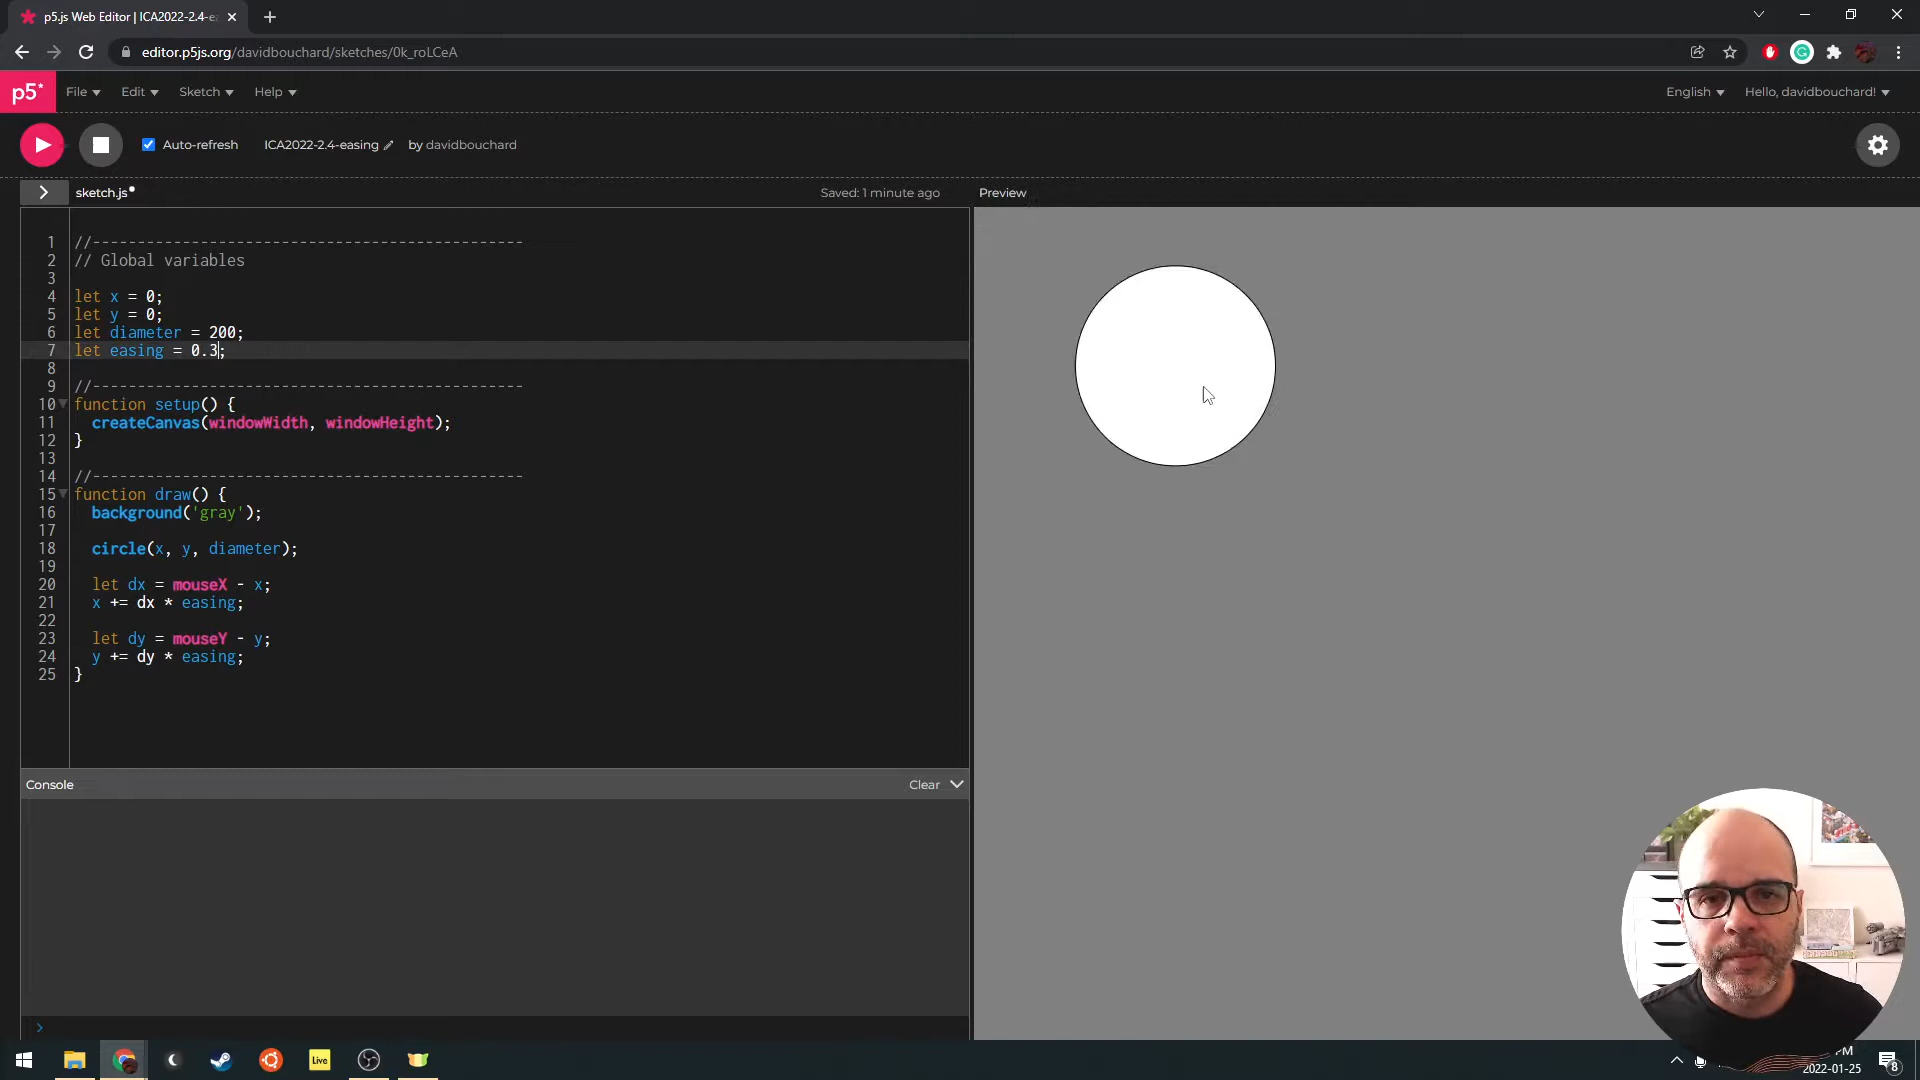 p5.js Web Editor | ICA2022-2.4-ea
editor.p5js.org/davidbouchard/sketches/0k_roLCeA
p5* File Edit Sketch Help English Hello, davidbouchard!
Auto-refresh ICA2022-2.4-easing by davidbouchard
sketch.js Saved: 1 minute ago Preview
1 //------------------------------------------------
2 // Global variables
3
4 let x = 0;
5 let y = 0;
6 let diameter = 200;
7 let easing = 0.3;
8
9 //------------------------------------------------
10 function setup() {
11 createCanvas(windowWidth, windowHeight);
12 }
13
14 //------------------------------------------------
15 function draw() {
16 background('gray');
17
18 circle(x, y, diameter);
19
20 let dx = mouseX - x;
21 x += dx * easing;
22
23 let dy = mouseY - y;
24 y += dy * easing;
25 }
Console Clear
>
Live
PM
2022-01-25
8